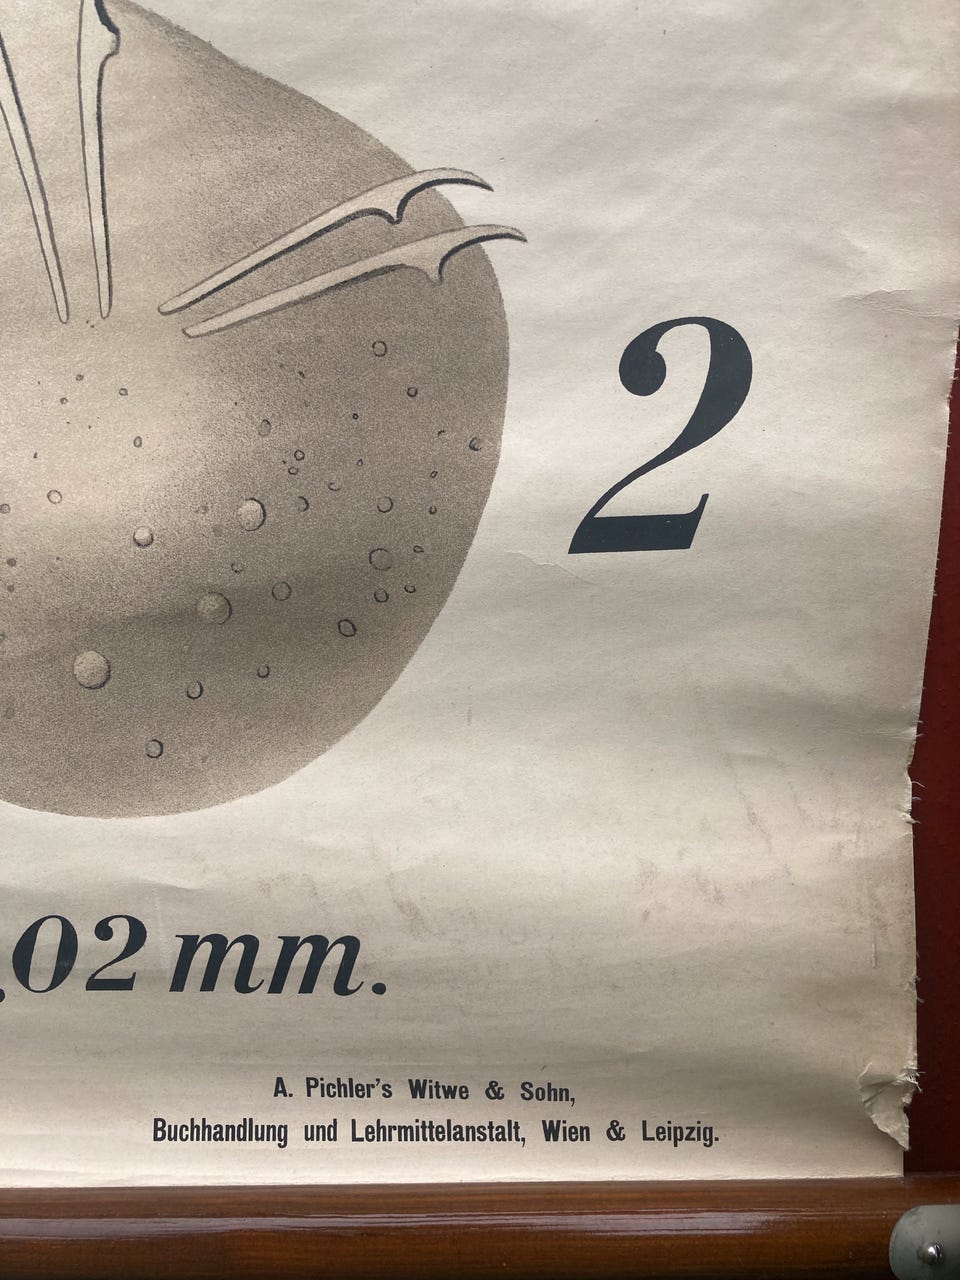 2
,02 mm.
A. Pichler's Witwe & Sohn,
Buchhandlung und Lehrmittelanstalt, Wien & Leipzig.